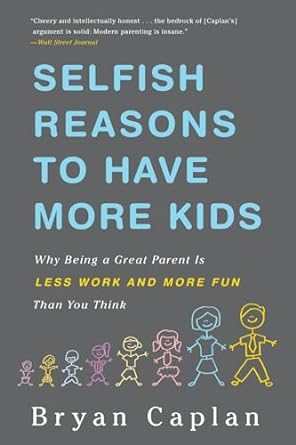 "Cheery and intellectually honest . . . the bedrock of [Caplan's]
argument is solid: Modern parenting is insane."
—Wall Street Journal
SELFISH
REASONS
TO HAVE
MORE KIDS
Why Being a Great Parent Is
LESS WORK AND MORE FUN
Than You Think
Bryan Caplan